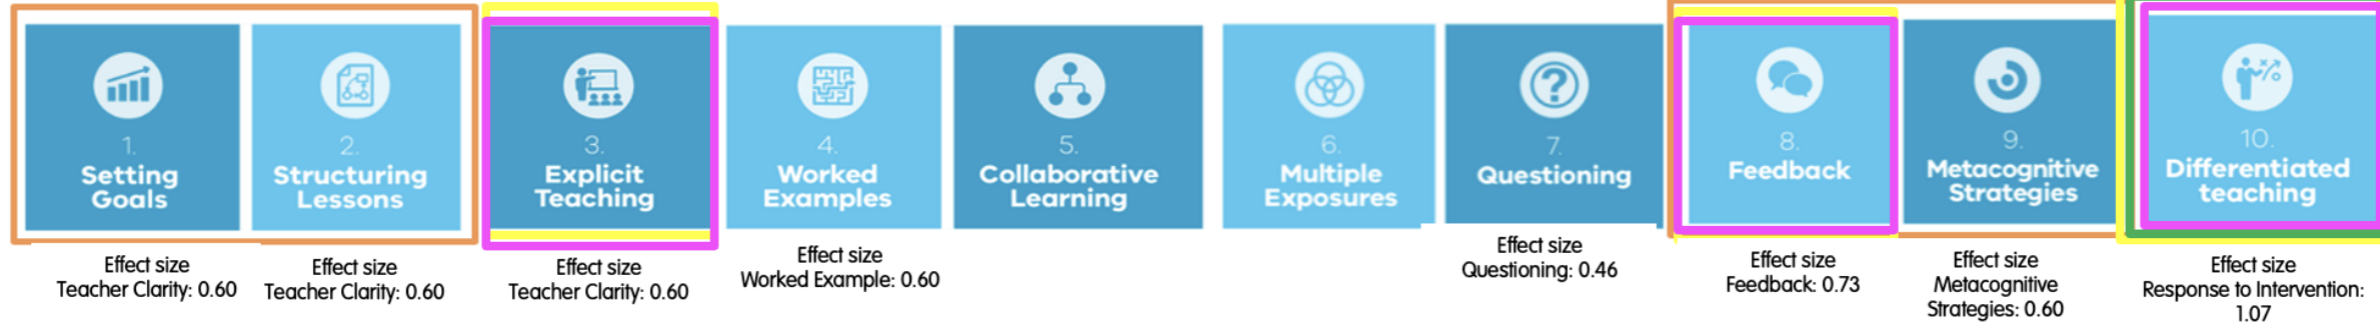 1.
Setting
Goals
Effect size
Teacher Clarity: 0.60
2.
Structuring
Lessons
Effect size
Teacher Clarity: 0.60
3.
Explicit
Teaching
Effect size
Teacher Clarity: 0.60
4.
Worked
Examples
Effect size
Worked Example: 0.60
5.
Collaborative
Learning
6.
Multiple
Exposures
7.
Questioning
Effect size
Questioning: 0.46
8.
Feedback
Effect size
Feedback: 0.73
9.
Metacognitive
Strategies
Effect size
Metacognitive
Strategies: 0.60
10.
Differentiated
teaching
Effect size
Response to Intervention:
1.07